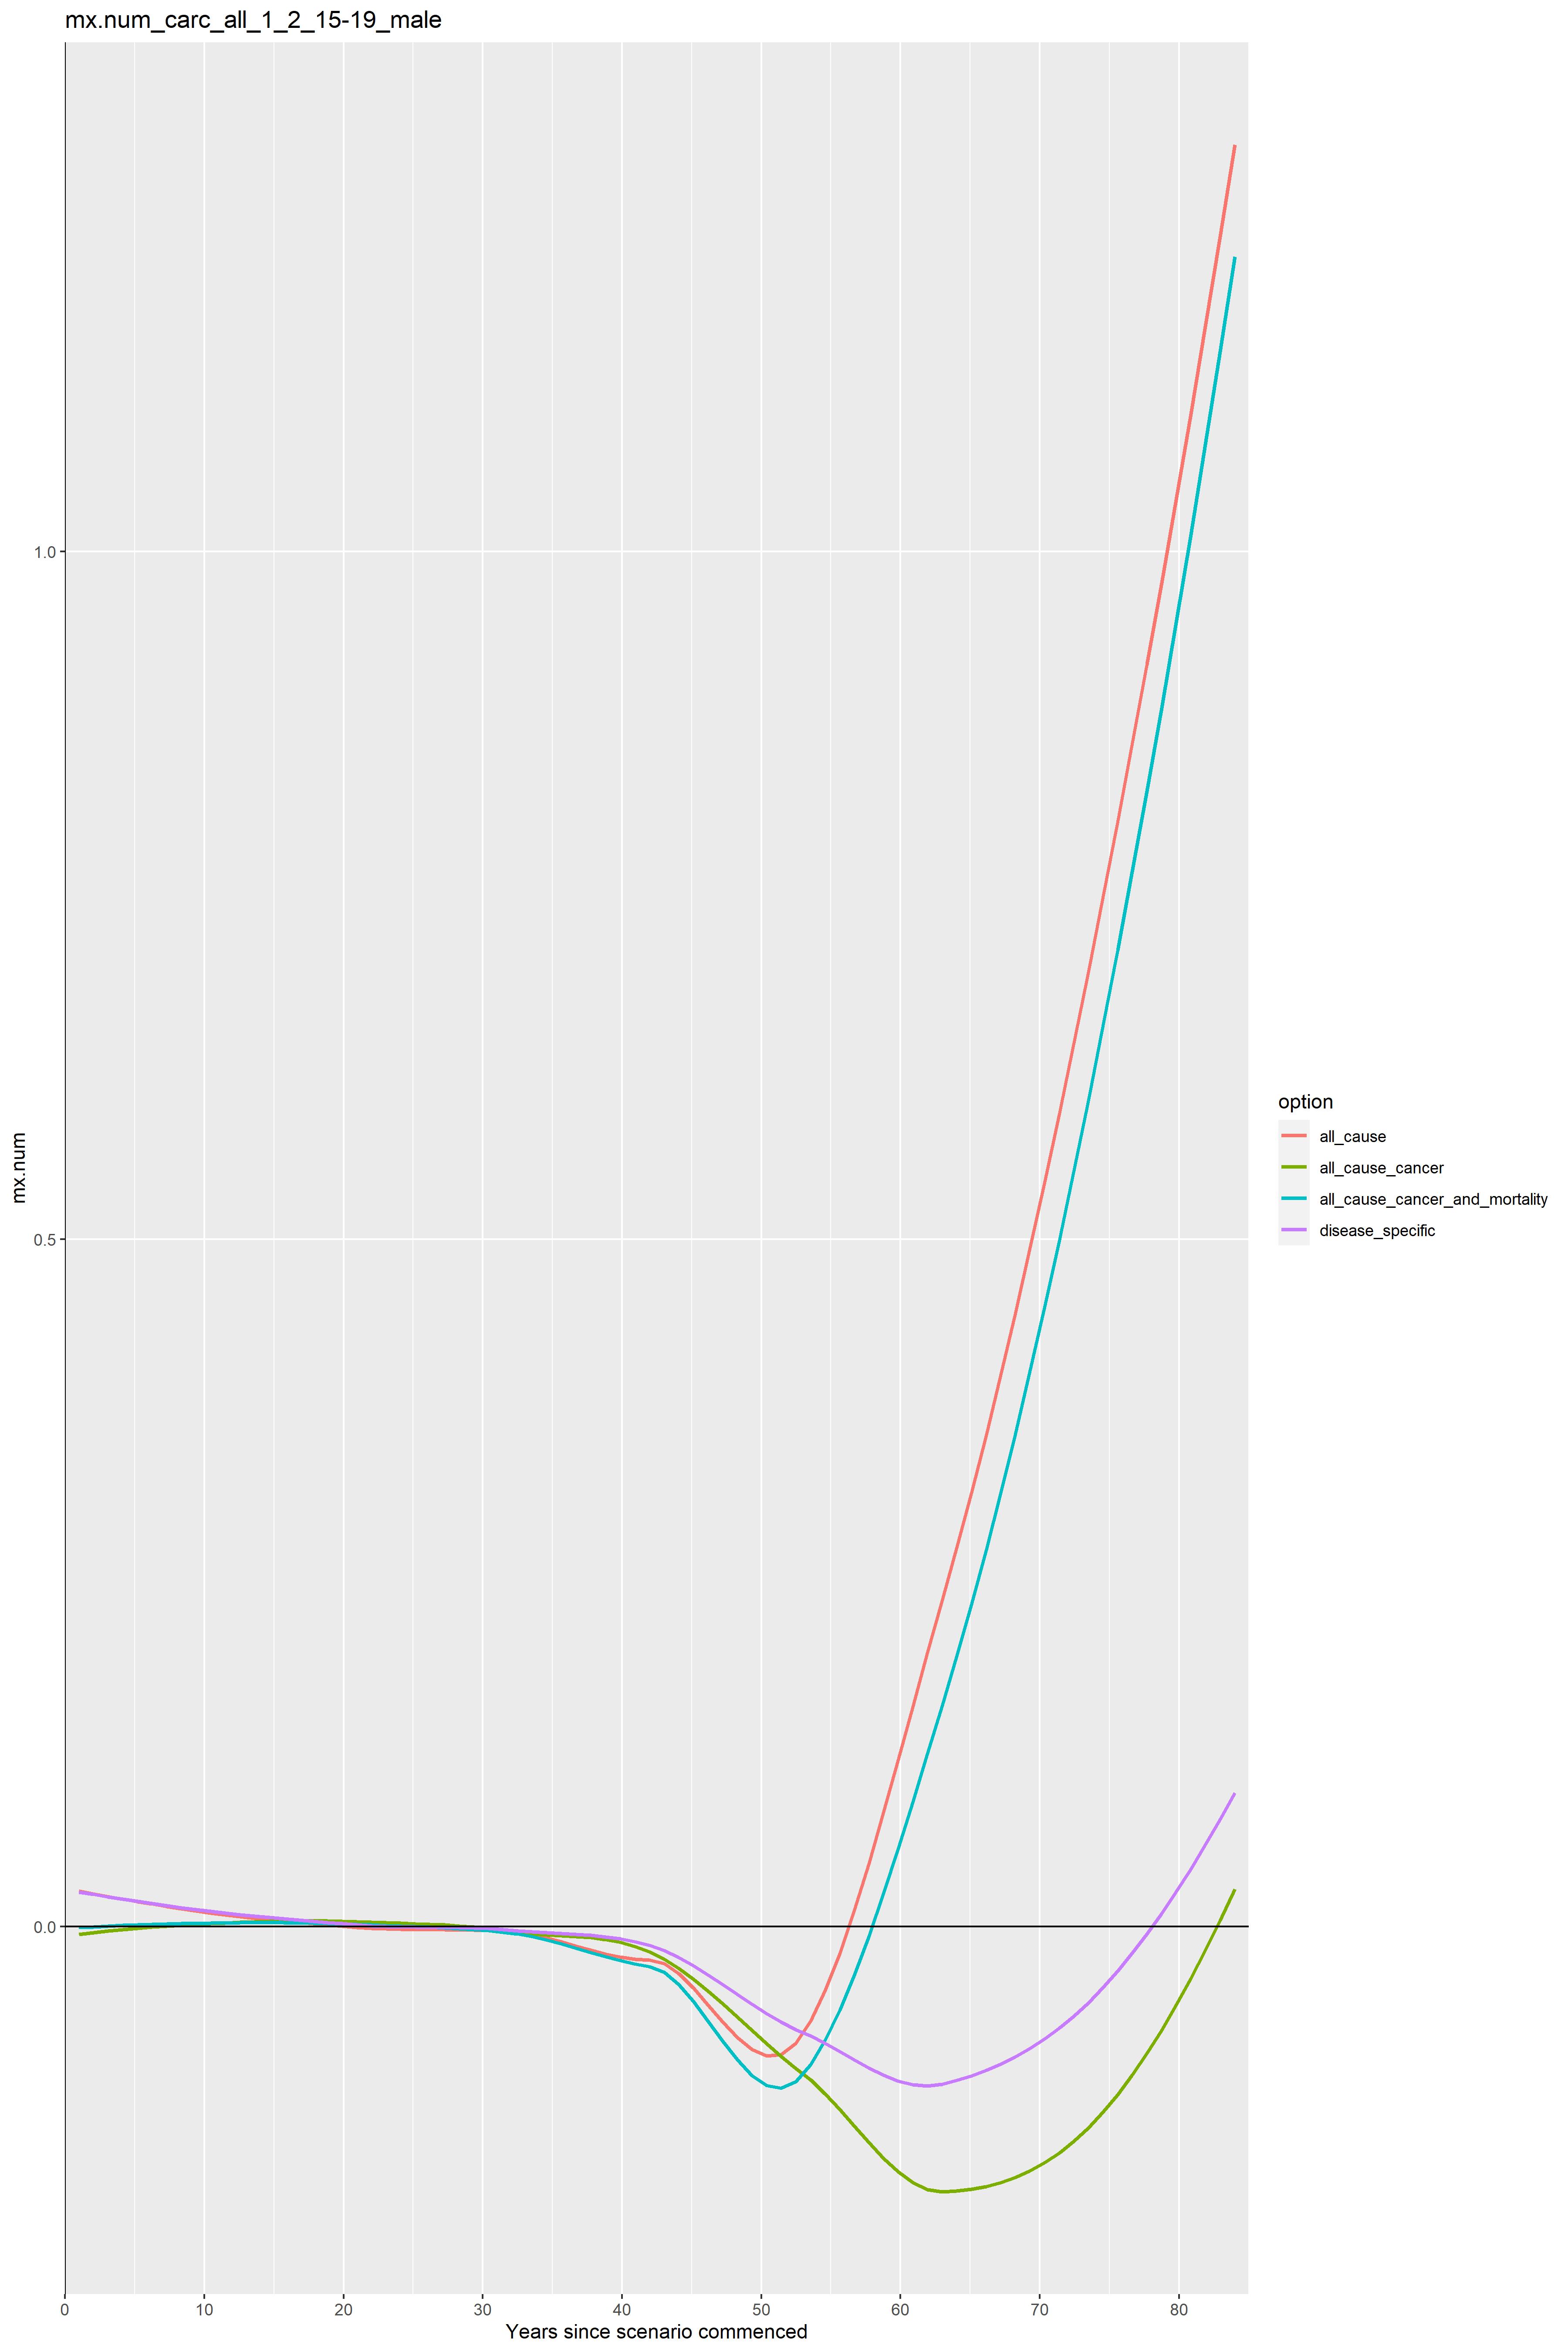 mx.num_carc_all_1_2_15-19_male
mx.num
1.0
0.5
0.0
0 10 20 30 40 50 60 70 80
Years since scenario commenced
option
all_cause
all_cause_cancer
all_cause_cancer_and_mortality
disease_specific